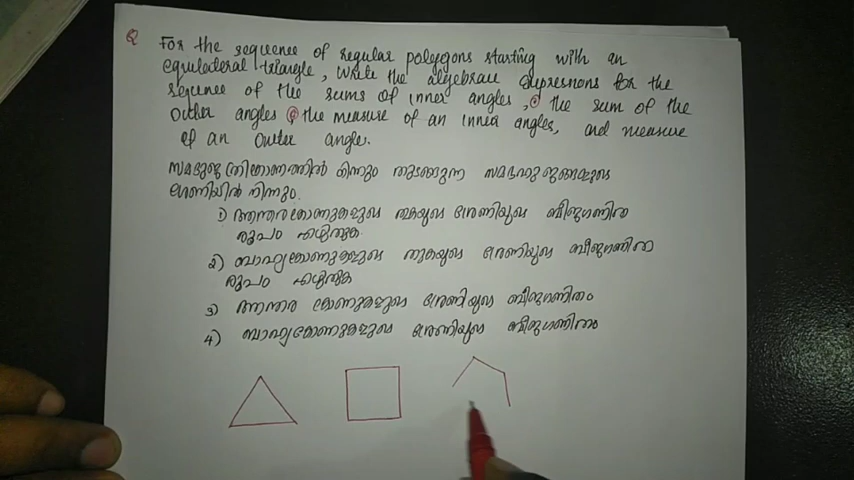 Q For the sequence of regular polygons starting with an
equilateral triangle, write the algebraic expressions for the
sequence of the sums of inner angles, the sum of the
outer angles the measure of an inner angles, and measure
of an outer angle.
സമഭുജ ത്രികോണത്തിൽ നിന്നും തുടങ്ങുന്ന സമബഹുഭുജങ്ങളുടെ
ശ്രേണിയിൽ നിന്നും.
1) ആന്തരകോണുകളുടെ തുകയുടെ ശ്രേണിയുടെ ബീജഗണിത
രൂപം എഴുതുക.
2) ബാഹ്യകോണുകളുടെ തുകയുടെ ശ്രേണിയുടെ ബീജഗണിത
രൂപം എഴുതുക
3) ആന്തര കോണുകളുടെ ശ്രേണിയുടെ ബീജഗണിതം
4) ബാഹ്യകോണുകളുടെ ശ്രേണിയുടെ ബീജഗണിതം